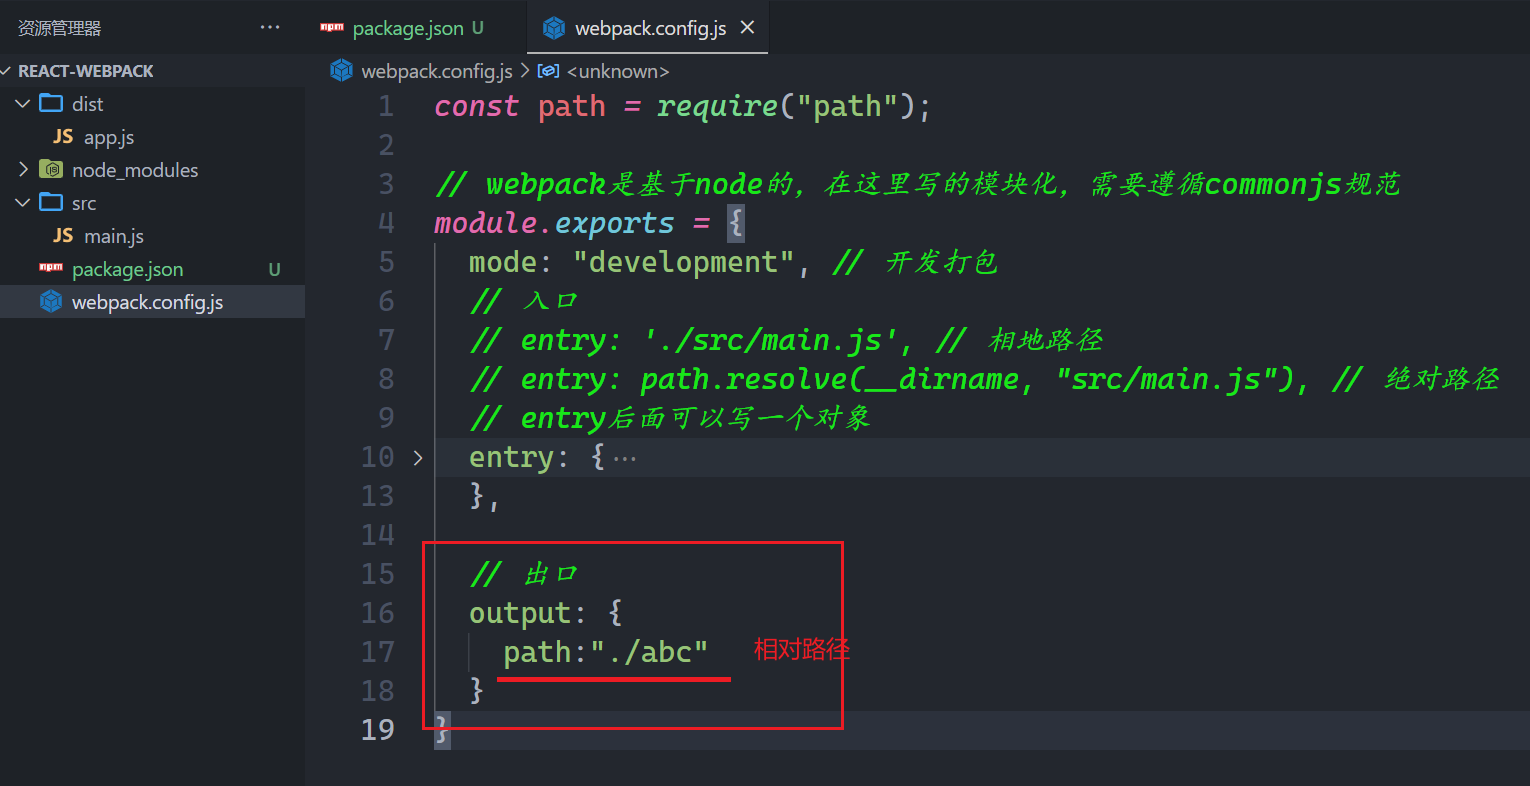 资源管理器 ···
package.json U
webpack.config.js
REACT-WEBPACK
dist
JS app.js
node_modules
src
JS main.js
package.json U
webpack.config.js
webpack.config.js > <unknown>
1 const path = require("path");
2
3 // webpack是基于node的，在这里写的模块化，需要遵循commonjs规范
4 module.exports = {
5 mode: "development", // 开发打包
6 // 入口
7 // entry: './src/main.js', // 相地路径
8 // entry: path.resolve(__dirname, "src/main.js"), // 绝对路径
9 // entry后面可以写一个对象
10 entry: {···
13 },
14
15 // 出口
16 output: {
17 path:"./abc" 相对路径
18 }
19 }